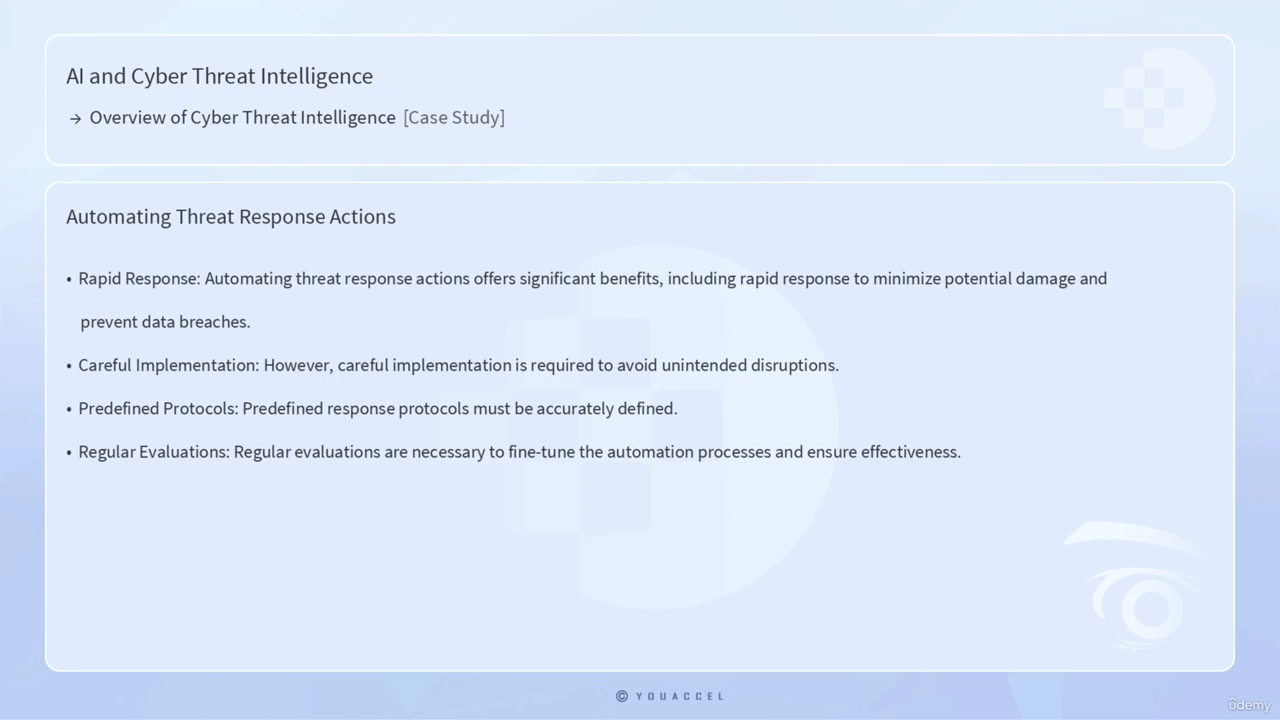 AI and Cyber Threat Intelligence
→ Overview of Cyber Threat Intelligence [Case Study]
Automating Threat Response Actions
• Rapid Response: Automating threat response actions offers significant benefits, including rapid response to minimize potential damage and
prevent data breaches.
• Careful Implementation: However, careful implementation is required to avoid unintended disruptions.
• Predefined Protocols: Predefined response protocols must be accurately defined.
• Regular Evaluations: Regular evaluations are necessary to fine-tune the automation processes and ensure effectiveness.
© YOUACCEL
ûdemy